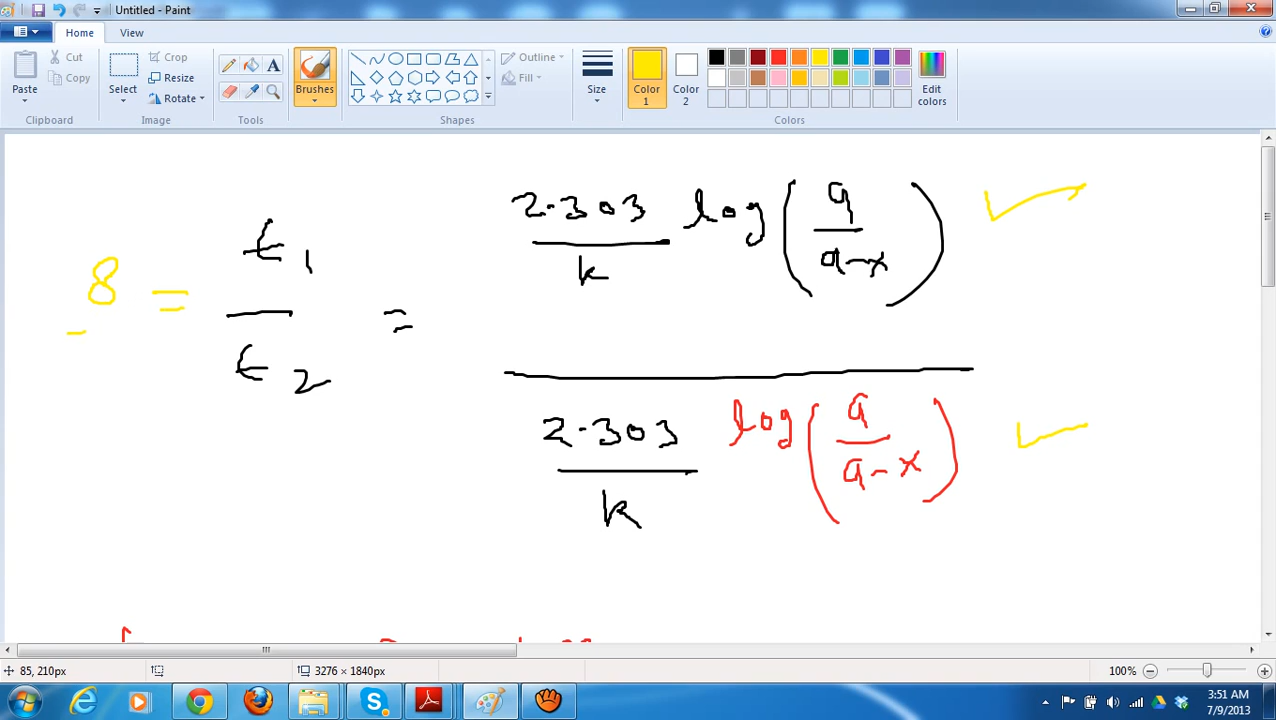 Untitled - Paint
Home View
Paste
Cut
Copy
Clipboard
Select
Crop
Resize
Rotate
Image
A
Tools
Brushes
Outline
Fill
Shapes
Size
Color 1
Color 2
Edit colors
Colors
8 = t1 / t2 = 2.303 / k log ( a / a-x )
2.303 / k log ( a / a-x )
85, 210px
3276 × 1840px
100%
3:51 AM
7/9/2013